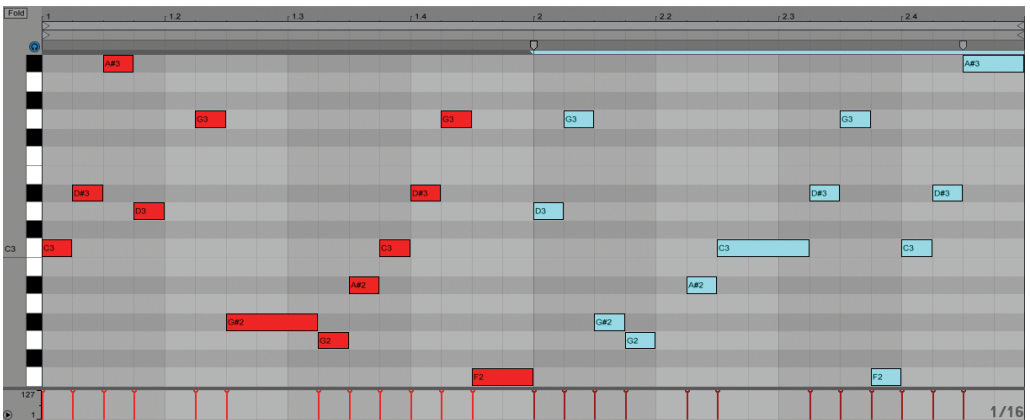 Fold
1 1.2 1.3 1.4 2 2.2 2.3 2.4
A#3 A#3
G3 G3 G3 G3
D#3 D#3 D#3 D#3
D3 D3
C3 C3 C3 C3 C3
A#2 A#2
G#2 G#2
G2 G2
F2 F2
127
1 1/16